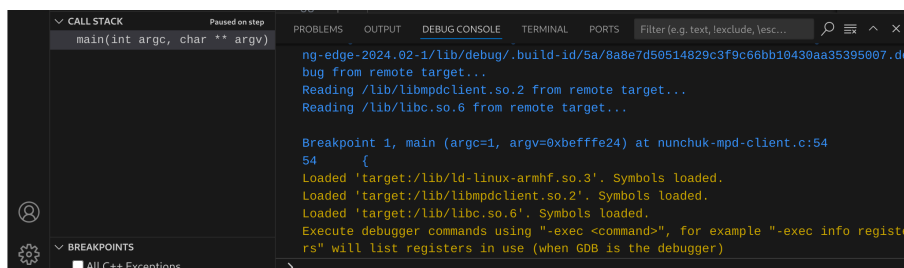 CALL STACK
Paused on step
main(int argc, char ** argv)
BREAKPOINTS
All C++ Exceptions
PROBLEMS OUTPUT DEBUG CONSOLE TERMINAL PORTS
Filter (e.g. text, !exclude, \esc...
ng-edge-2024.02-1/lib/debug/.build-id/5a/8a8e7d50514829c3f9c66bb10430aa35395007.de
bug from remote target...
Reading /lib/libmpdclient.so.2 from remote target...
Reading /lib/libc.so.6 from remote target...
Breakpoint 1, main (argc=1, argv=0xbefffe24) at nunchuk-mpd-client.c:54
54 {
Loaded 'target:/lib/ld-linux-armhf.so.3'. Symbols loaded.
Loaded 'target:/lib/libmpdclient.so.2'. Symbols loaded.
Loaded 'target:/lib/libc.so.6'. Symbols loaded.
Execute debugger commands using "-exec <command>", for example "-exec info registe
rs" will list registers in use (when GDB is the debugger)
>